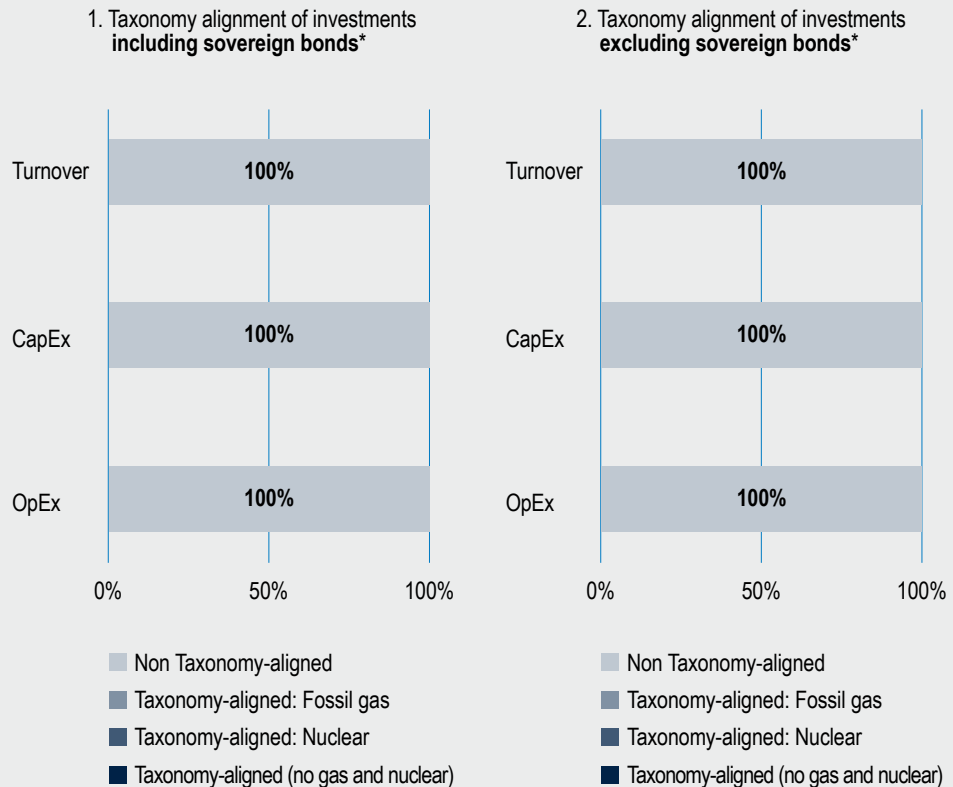 1. Taxonomy alignment of investments
including sovereign bonds*
Turnover
100%
CapEx
100%
OpEx
100%
0% 50% 100%
Non Taxonomy-aligned
Taxonomy-aligned: Fossil gas
Taxonomy-aligned: Nuclear
Taxonomy-aligned (no gas and nuclear)
2. Taxonomy alignment of investments
excluding sovereign bonds*
Turnover
100%
CapEx
100%
OpEx
100%
0% 50% 100%
Non Taxonomy-aligned
Taxonomy-aligned: Fossil gas
Taxonomy-aligned: Nuclear
Taxonomy-aligned (no gas and nuclear)